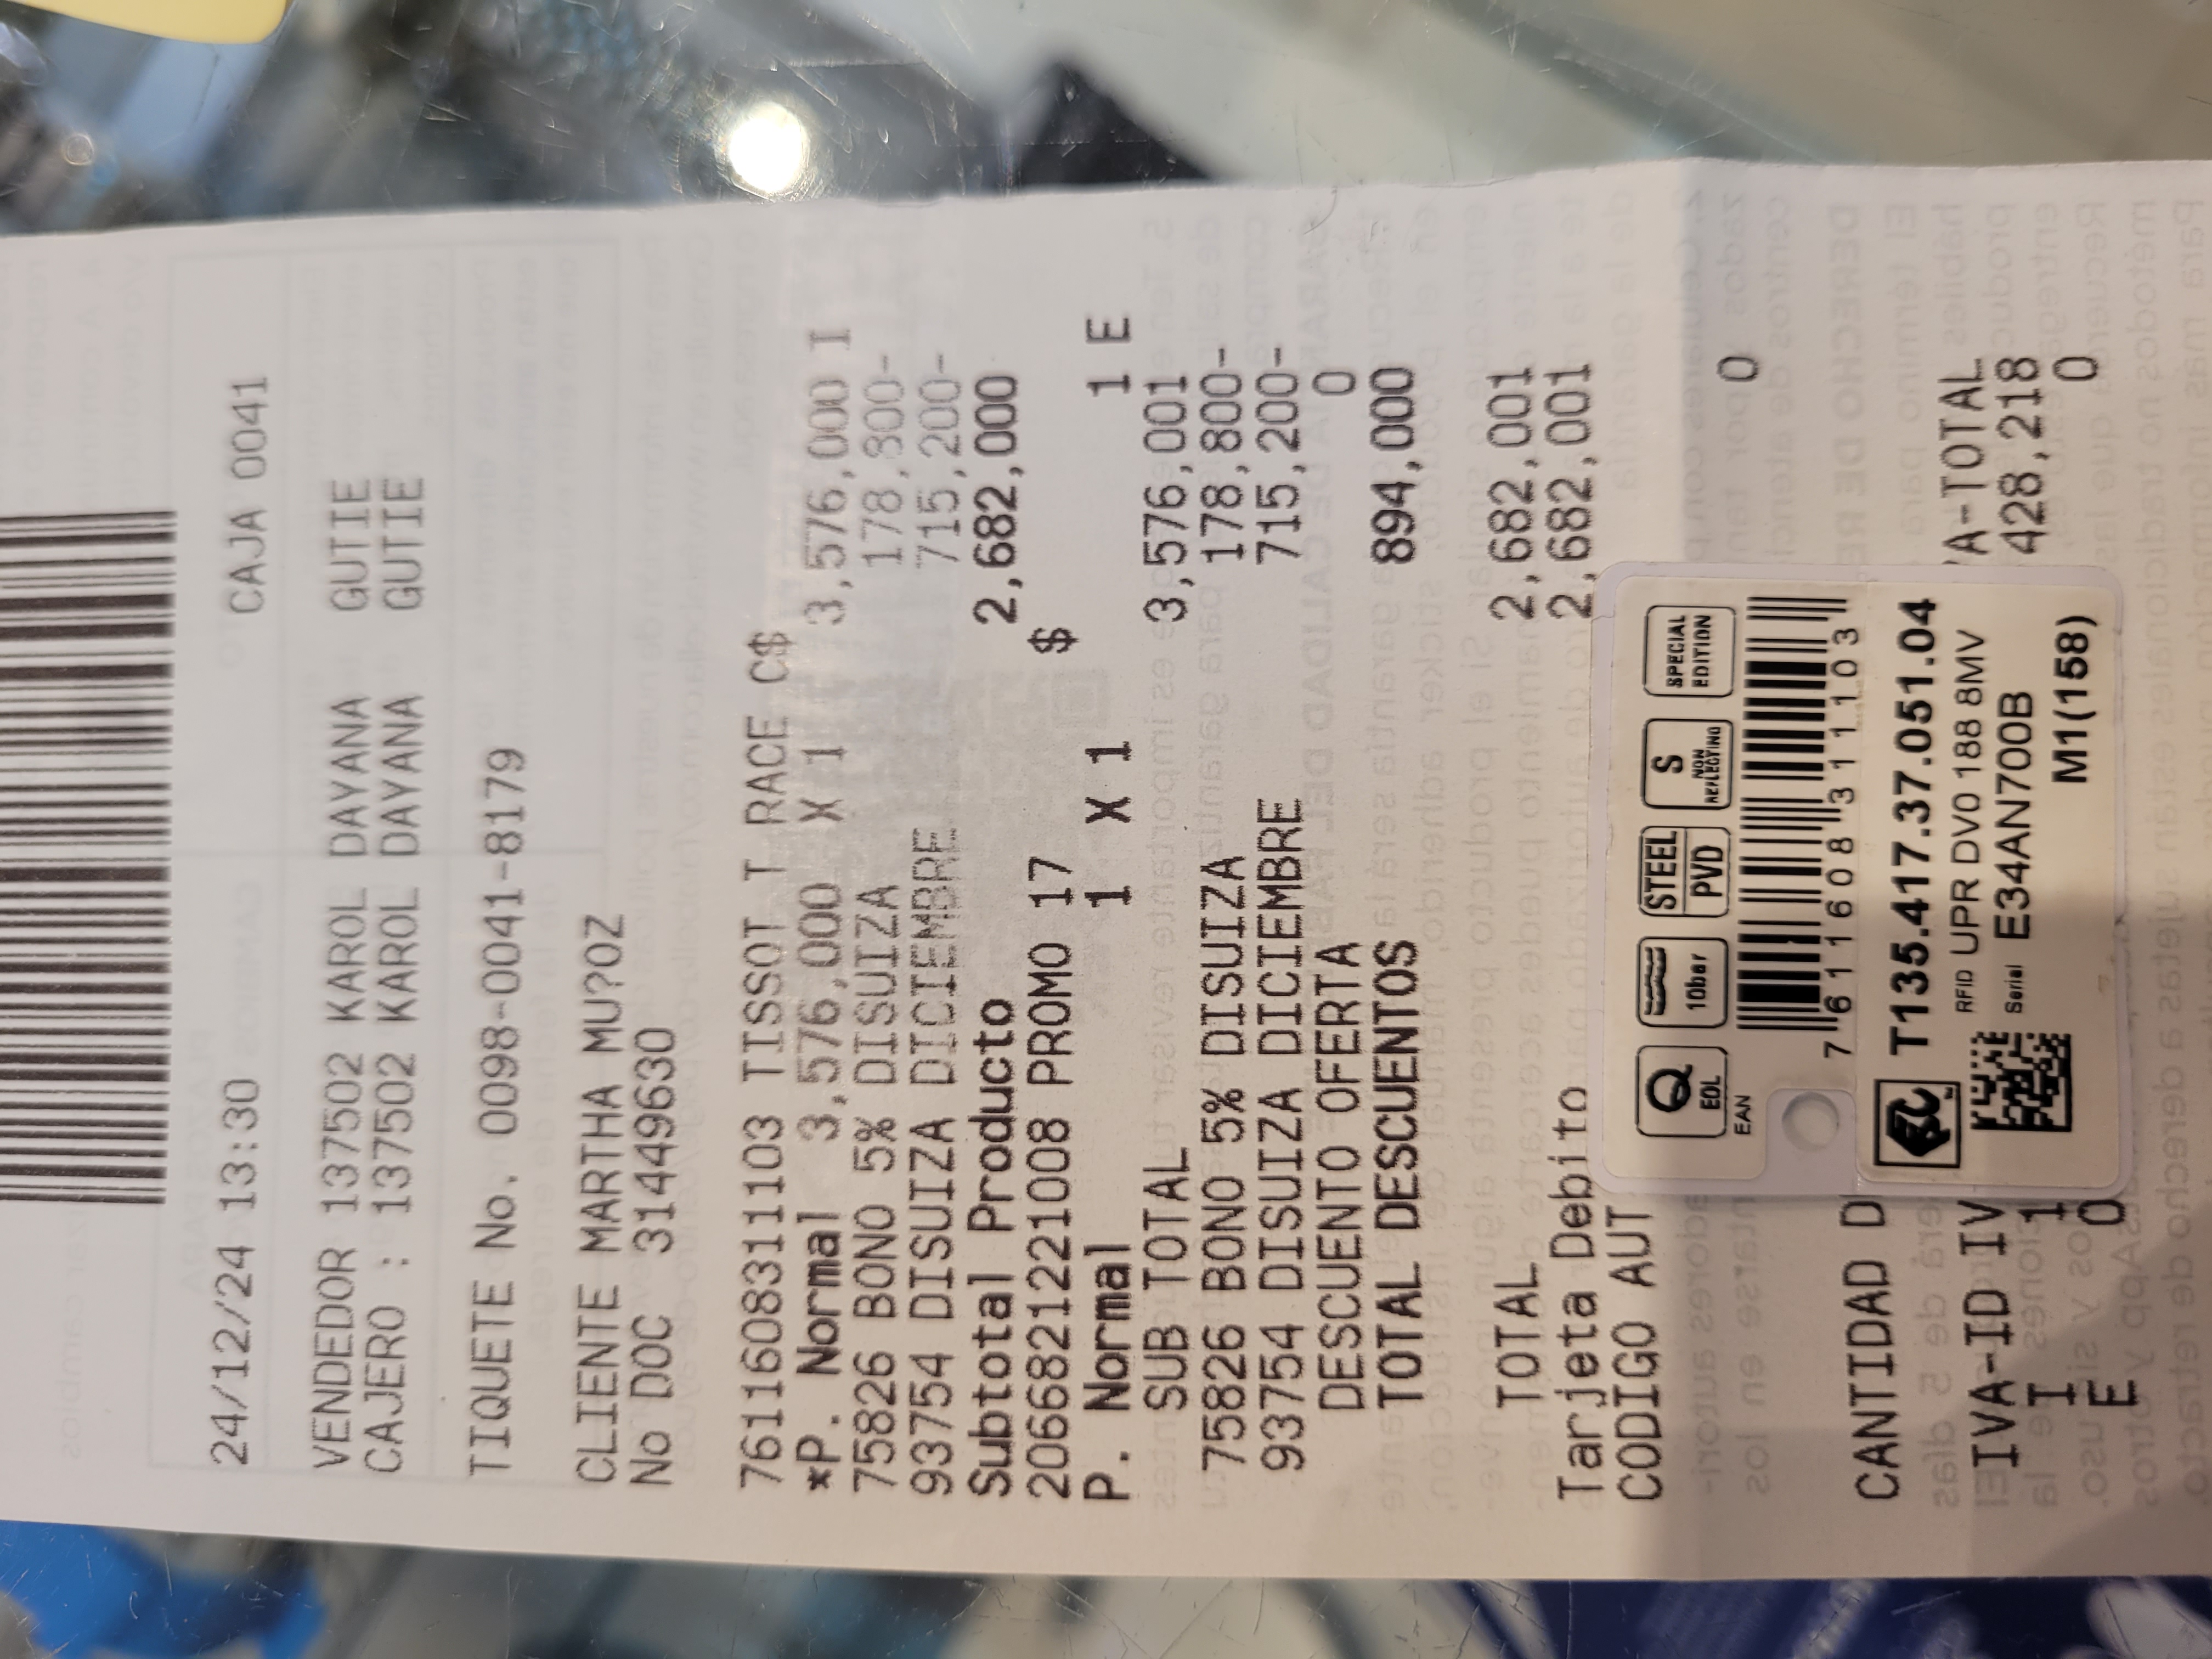 24/12/24 13:30 CAJA 0041
VENDEDOR 137502 KAROL DAYANA GUTIE
CAJERO : 137502 KAROL DAYANA GUTIE
TIQUETE No. 0098-0041-8179
CLIENTE MARTHA MU?OZ
No DOC 31449630
7611608311103 TISSOT T RACE C$
*P. Normal 3,576,000 X 1 3,576,000 I
75826 BONO 5% DISUIZA 178,800-
93754 DISUIZA DICIEMBRE 715,200-
Subtotal Producto 2,682,000
2066821221008 PROMO 17 $
P. Normal 1 X 1 1 E
SUB TOTAL 3,576,001
75826 BONO 5% DISUIZA 178,800-
93754 DISUIZA DICIEMBRE 715,200-
DESCUENTO OFERTA 0
TOTAL DESCUENTOS 894,000
TOTAL 2,682,001
Tarjeta Debito 2,682,001
CODIGO AUT
0
CANTIDAD D
IVA-ID IV A-TOTAL
I 1 428,218
E 0 0
EOL 10bar STEEL PVD S NON REFLECTING SPECIAL EDITION
EAN
7 611608 311103
T135.417.37.051.04
RFID UPR DV0 188 8MV
Serial E34AN700B
M1(158)